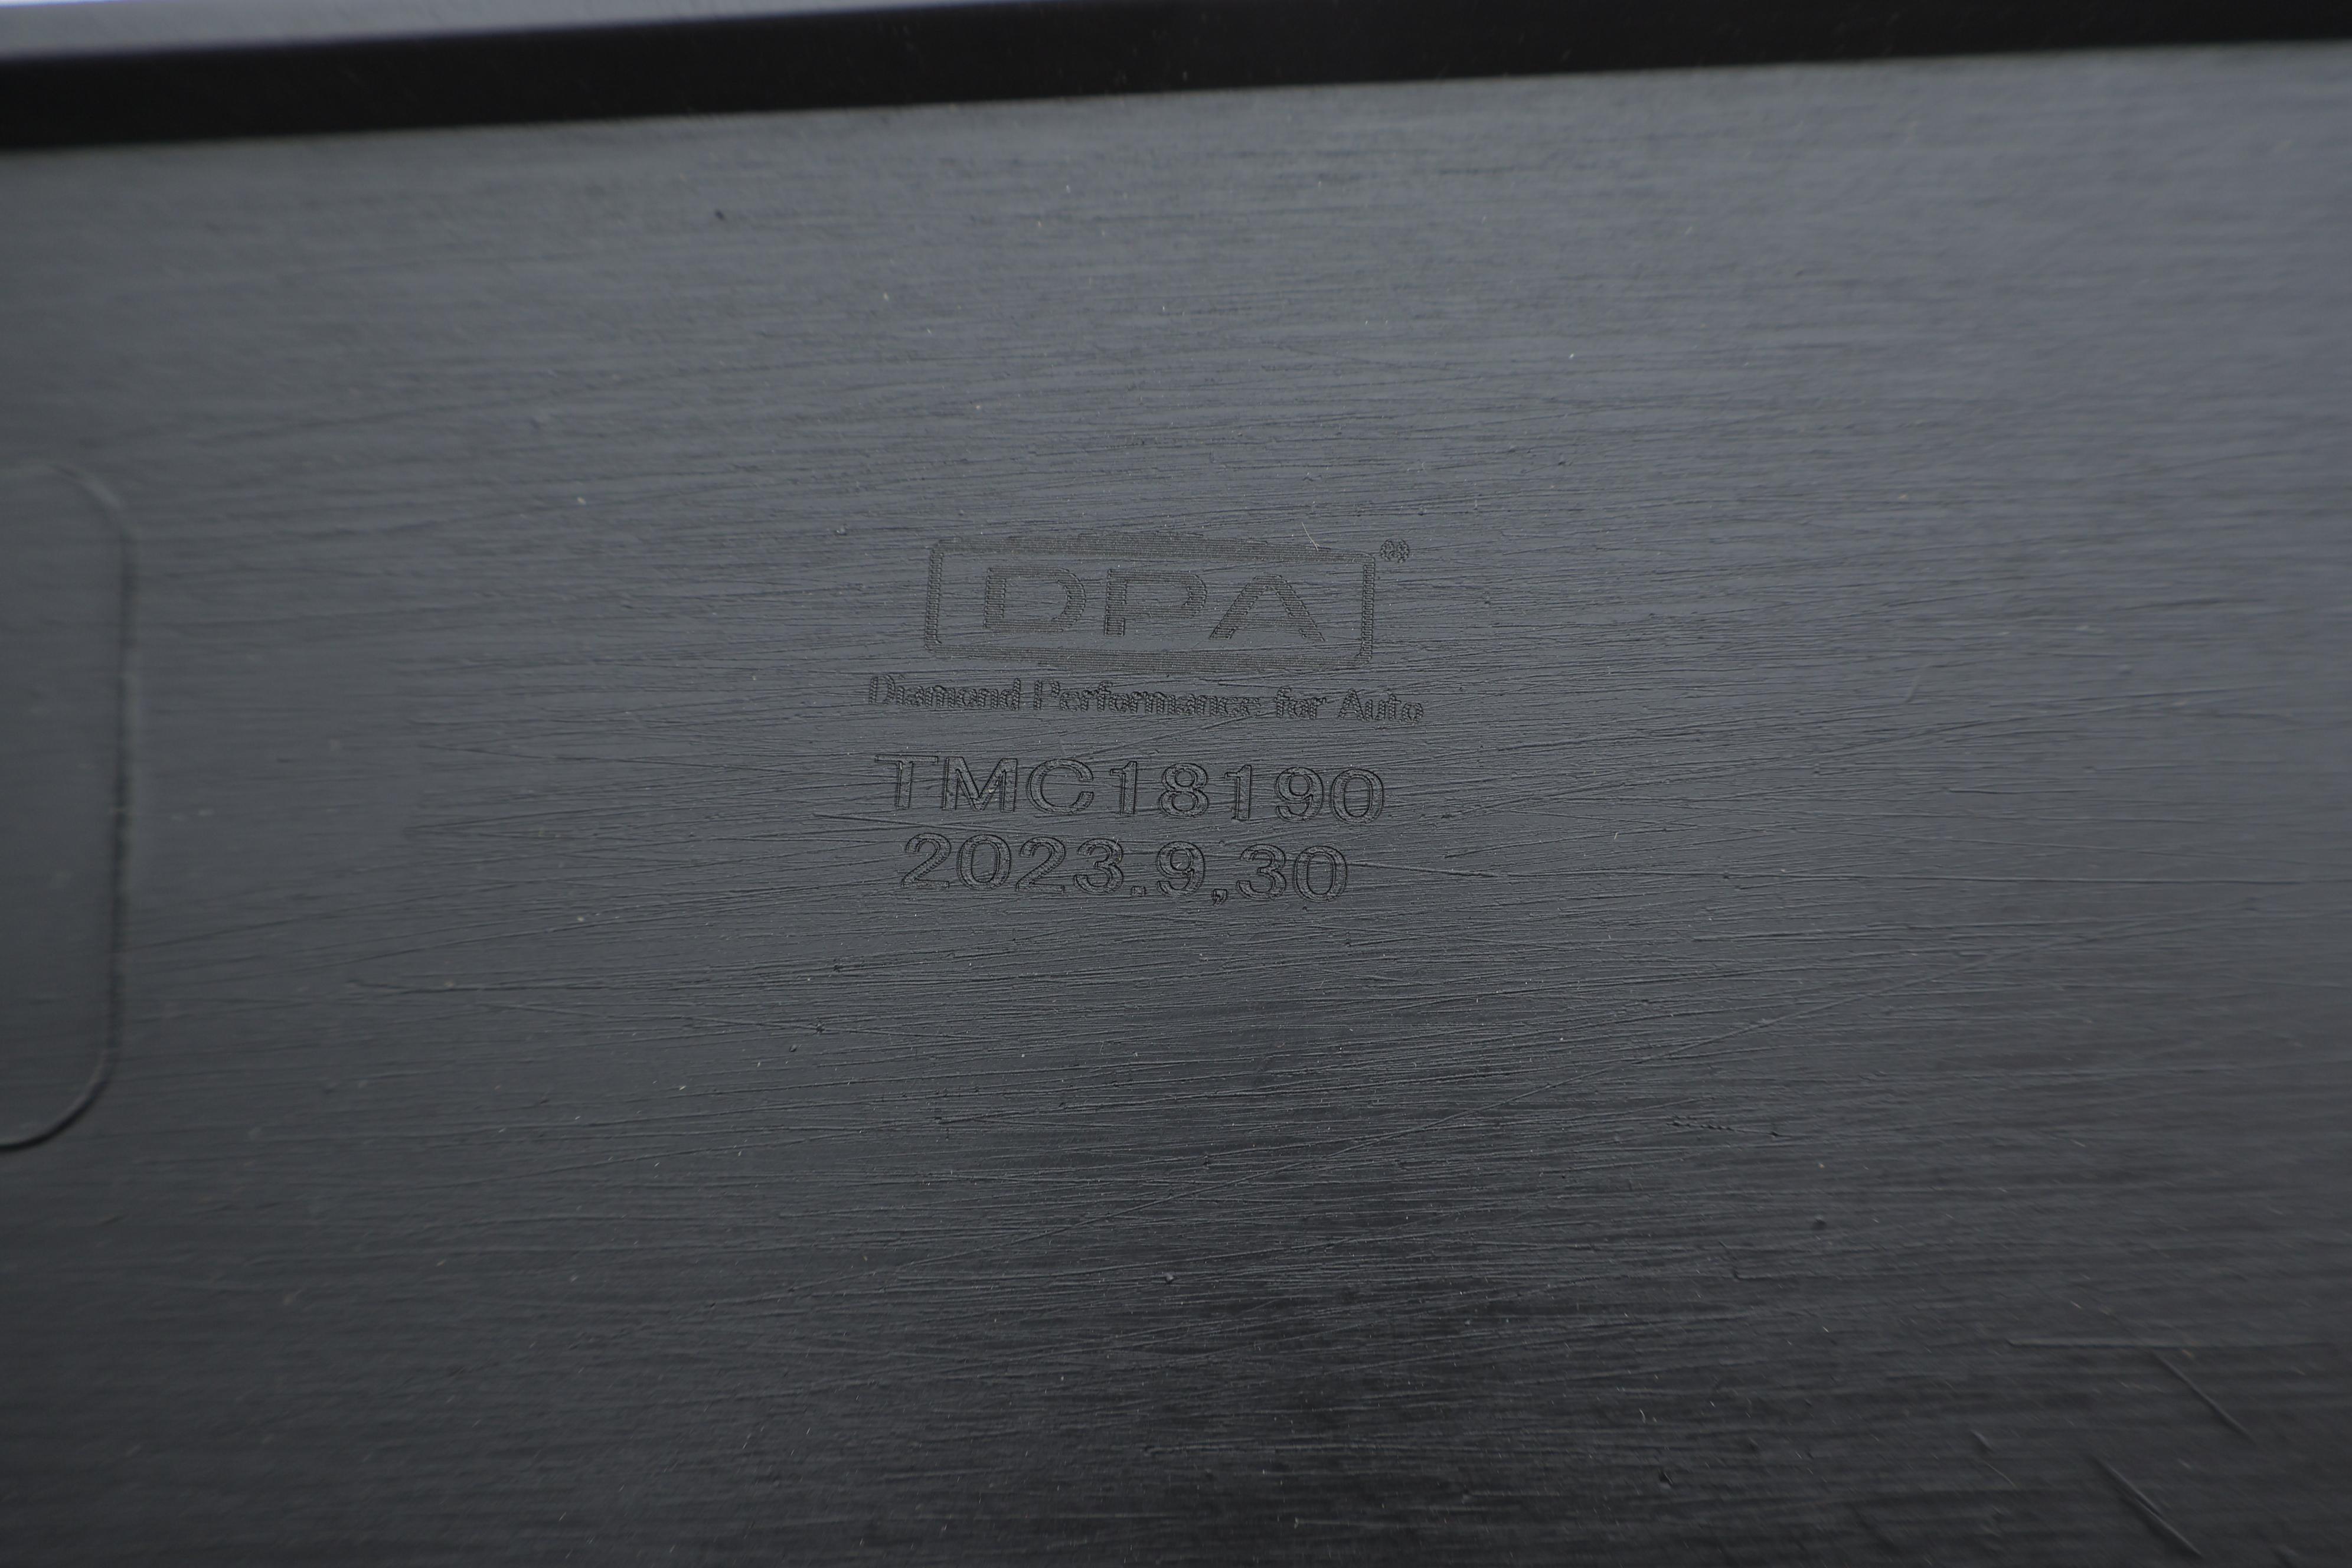 DPA®
Diamond Performance for Auto
TMC18190
2023.9,30